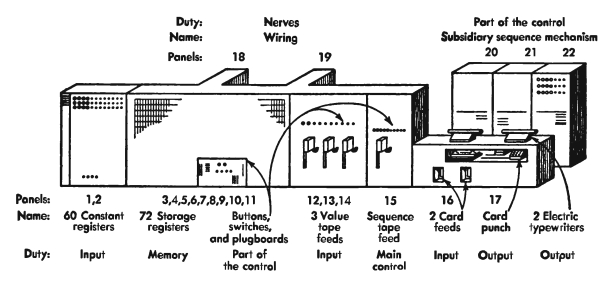 Duty: Nerves
Name: Wiring
Panels: 18 19
Part of the control
Subsidiary sequence mechanism
20 21 22
Panels: 1,2 3,4,5,6,7,8,9,10,11 12,13,14 15 16 17
Name: 60 Constant registers 72 Storage registers Buttons, switches, and plugboards 3 Value tape feeds Sequence tape feed 2 Card feeds Card punch 2 Electric typewriters
Duty: Input Memory Part of the control Input Main control Input Output Output